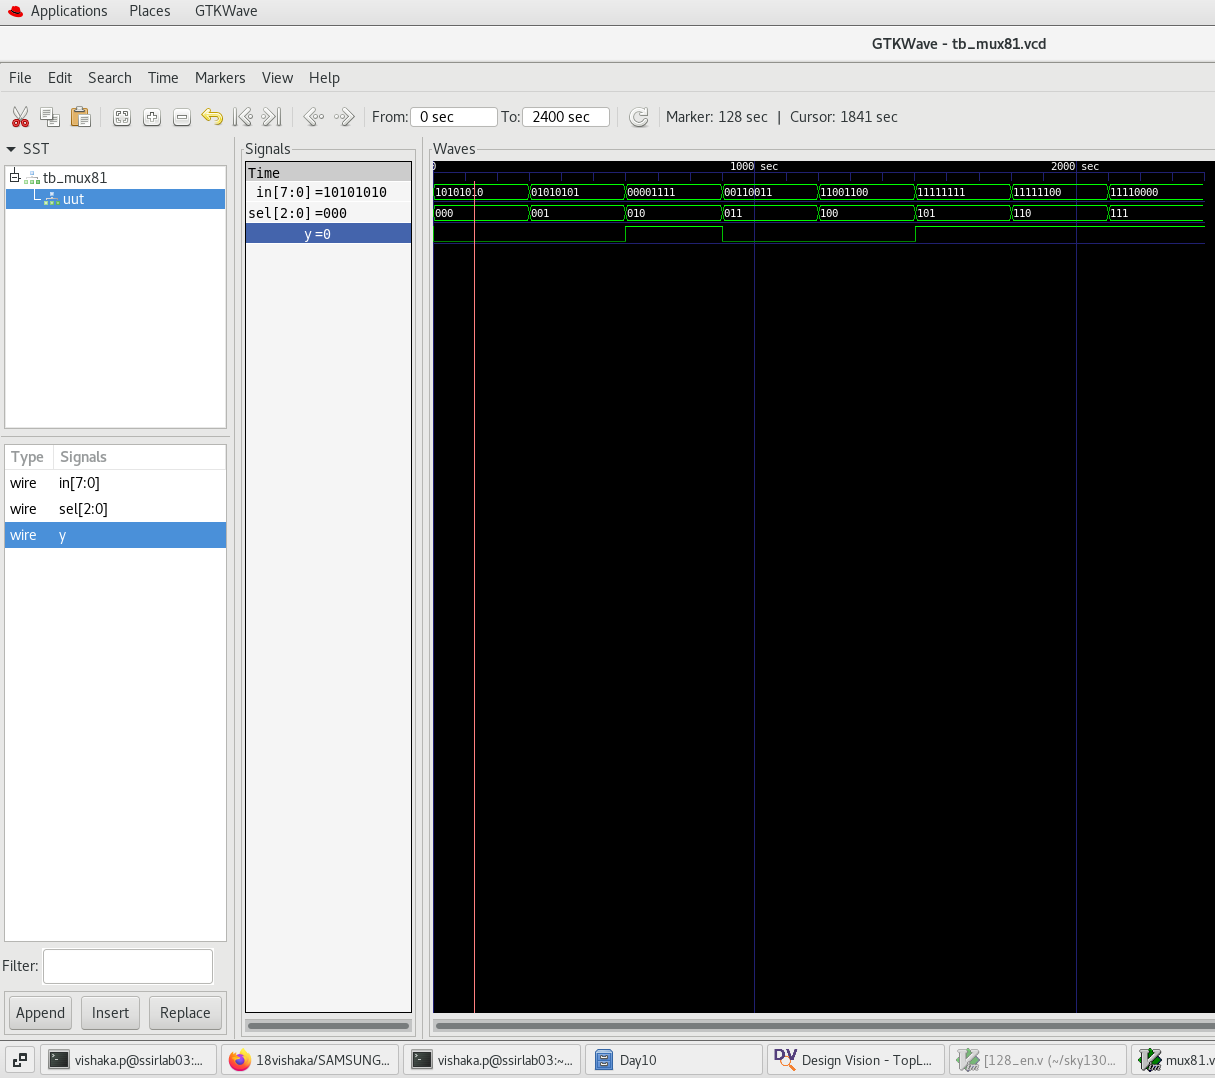 Applications Places GTKWave
GTKWave - tb_mux81.vcd
File Edit Search Time Markers View Help
From: 0 sec To: 2400 sec Marker: 128 sec | Cursor: 1841 sec
SST
tb_mux81
uut
Type Signals
wire in[7:0]
wire sel[2:0]
wire y
Filter:
Append Insert Replace
Signals
Time
in[7:0]=10101010
sel[2:0]=000
y=0
Waves
0 1000 sec 2000 sec
10101010 01010101 00001111 00110011 11001100 11111111 11111100 11110000
000 001 010 011 100 101 110 111
vishaka.p@ssirlab03:... 18vishaka/SAMSUNG... vishaka.p@ssirlab03:~... Day10 DV Design Vision - TopL... [128_en.v (~/sky130... mux81.v